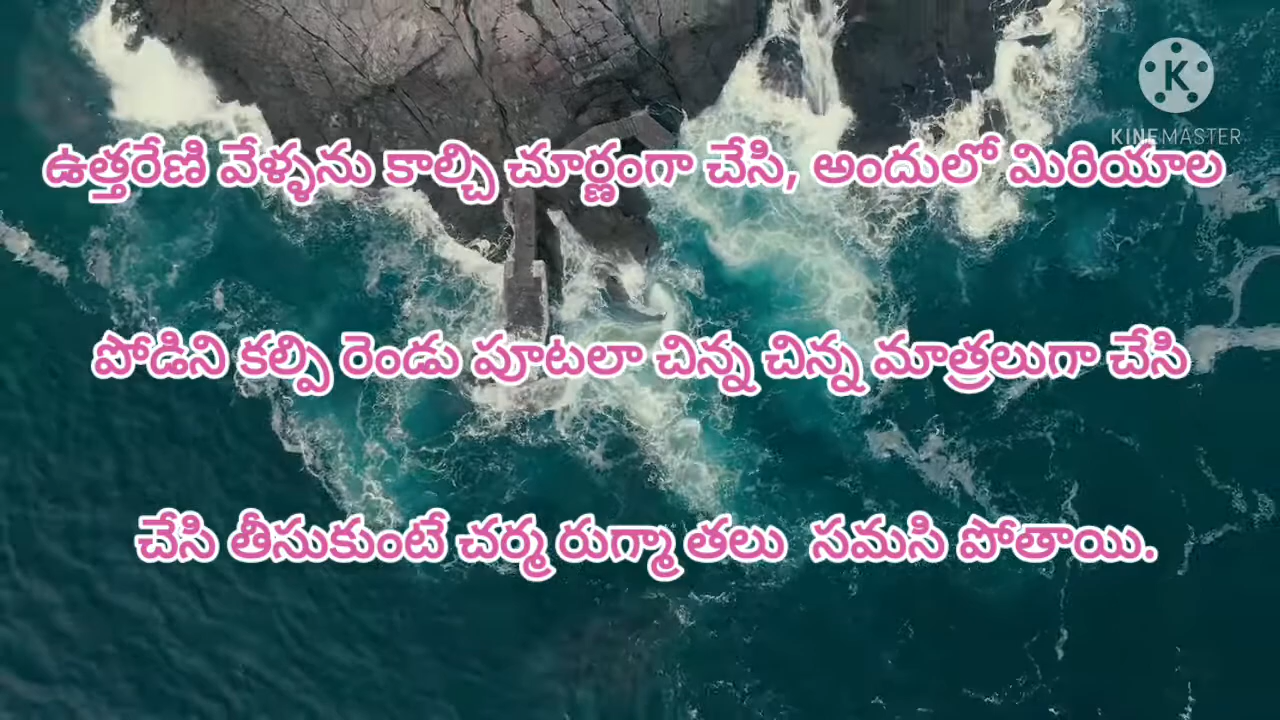 KINEMASTER
ఉత్తరేణి వేళ్ళను కాల్చి చూర్ణంగా చేసి, అందులో మిరియాల
పోడిని కల్పి రెండు పూటలా చిన్న చిన్న మాత్రలుగా చేసి
చేసి తీసుకుంటే చర్మ రుగ్మా తలు సమసి పోతాయి.